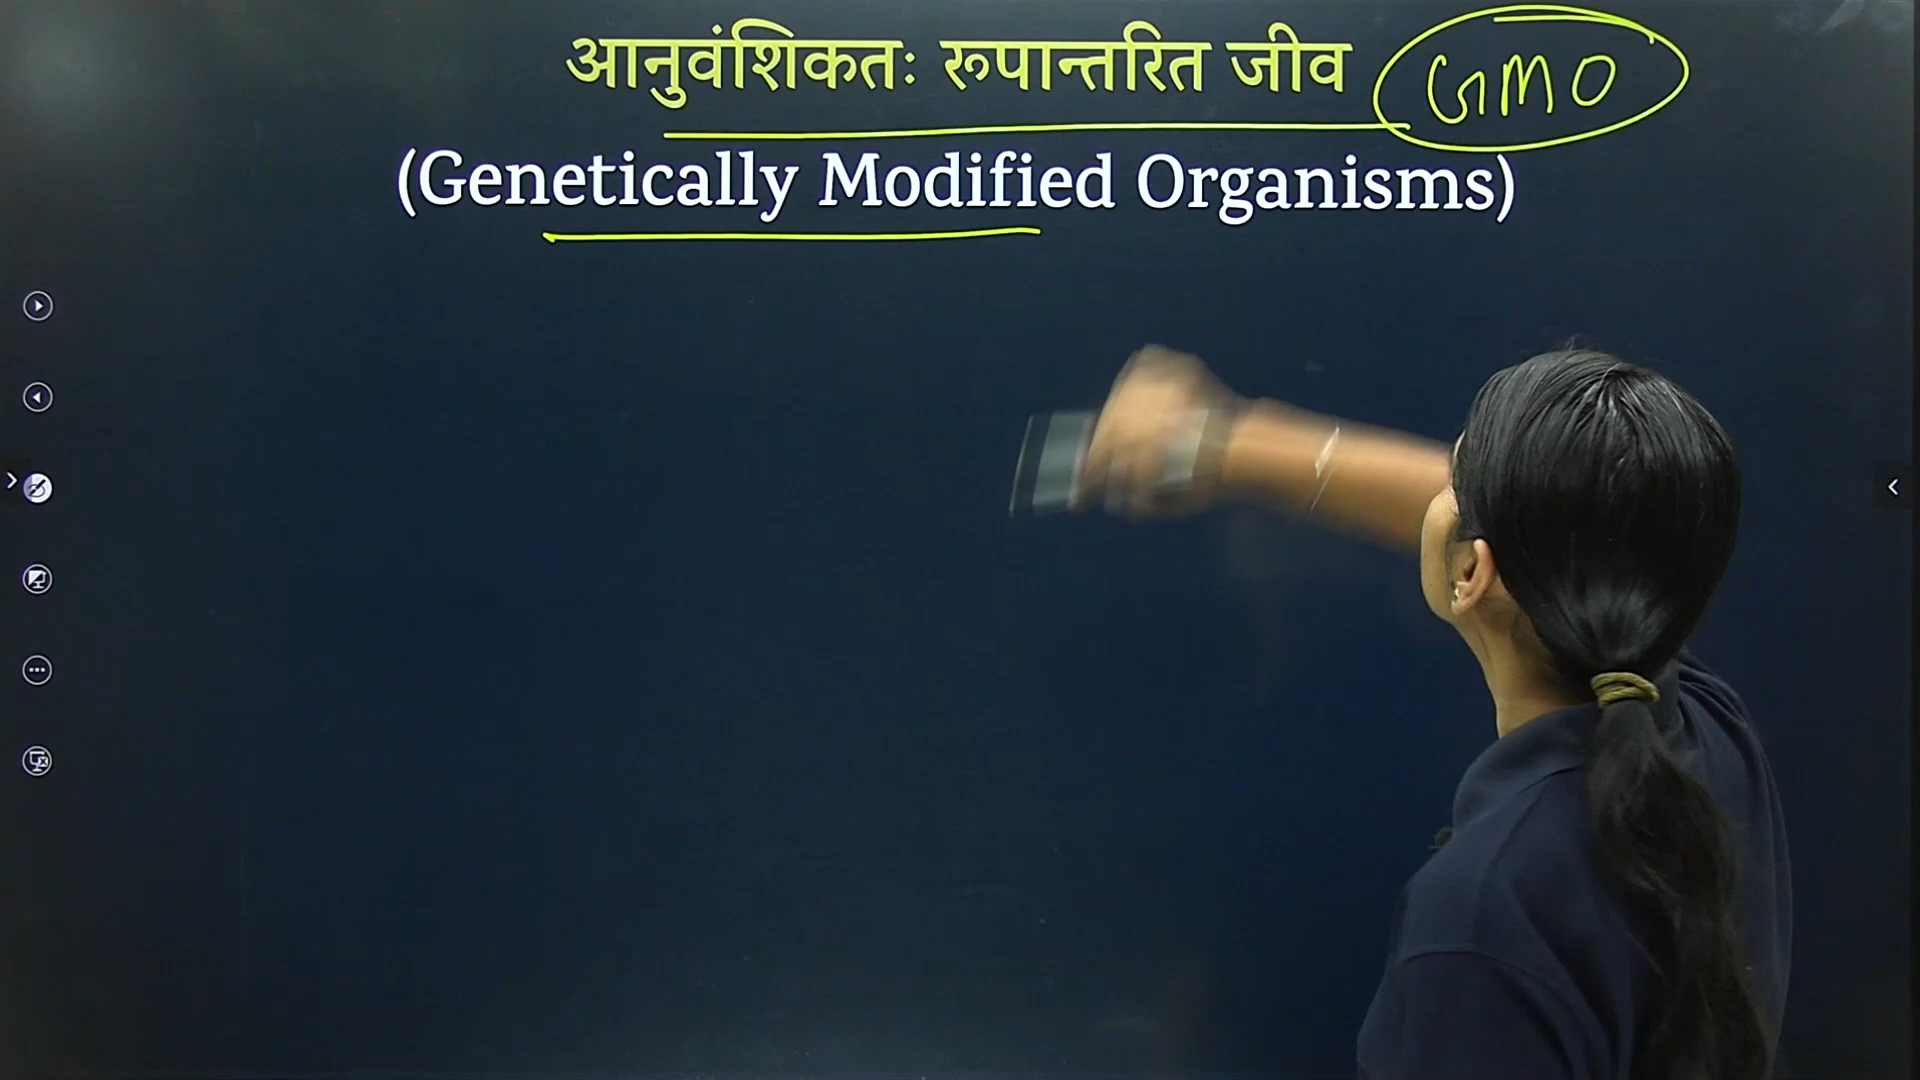 आनुवंशिकतः रूपान्तरित जीव GMO
(Genetically Modified Organisms)